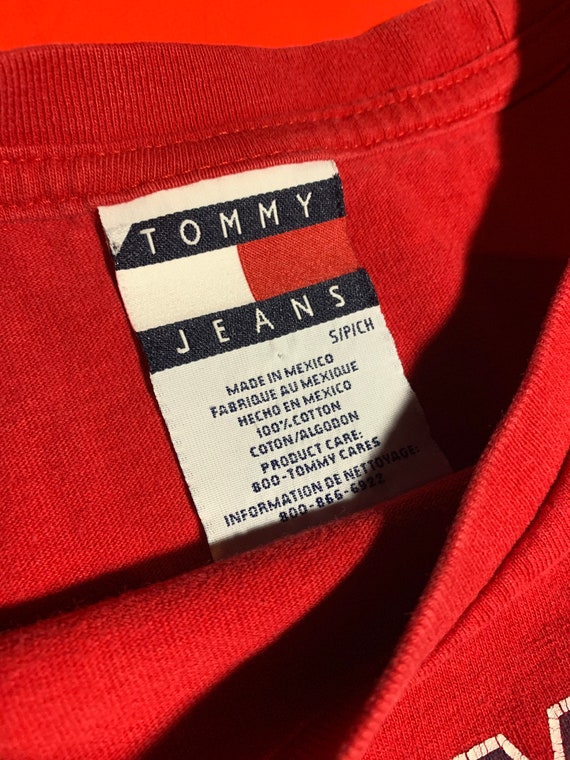 TOMMY
JEANS
S/P/CH
MADE IN MEXICO
FABRIQUE AU MEXIQUE
HECHO EN MEXICO
100% COTTON
COTON/ALGODON
PRODUCT CARE:
800-TOMMY CARES
INFORMATION DE NETTOYAGE:
800-866-6922